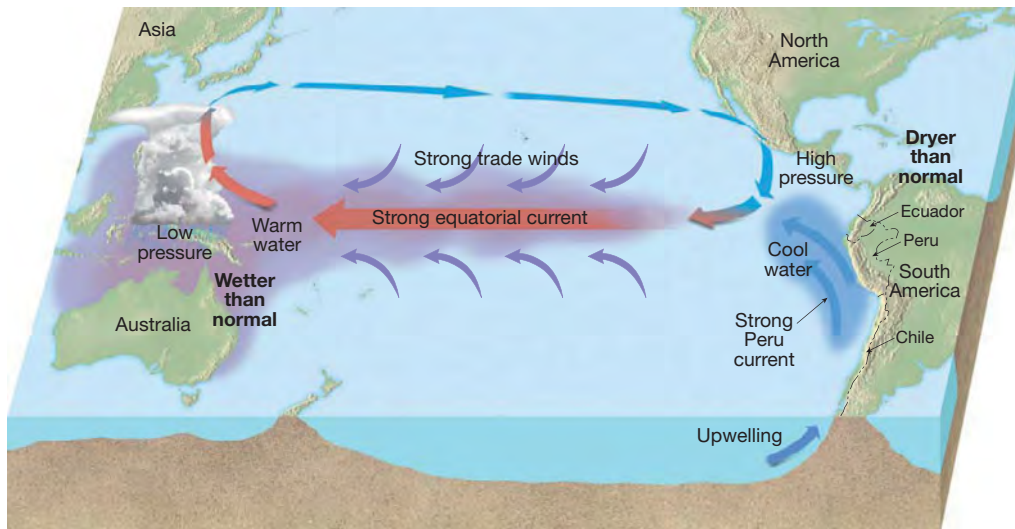 Asia
North
America
Strong trade winds
High
pressure
Dryer
than
normal
Ecuador
Strong equatorial current
Warm
water
Low
pressure
Peru
Cool
water
South
America
Wetter
than
normal
Australia
Strong
Peru
current
Chile
Upwelling